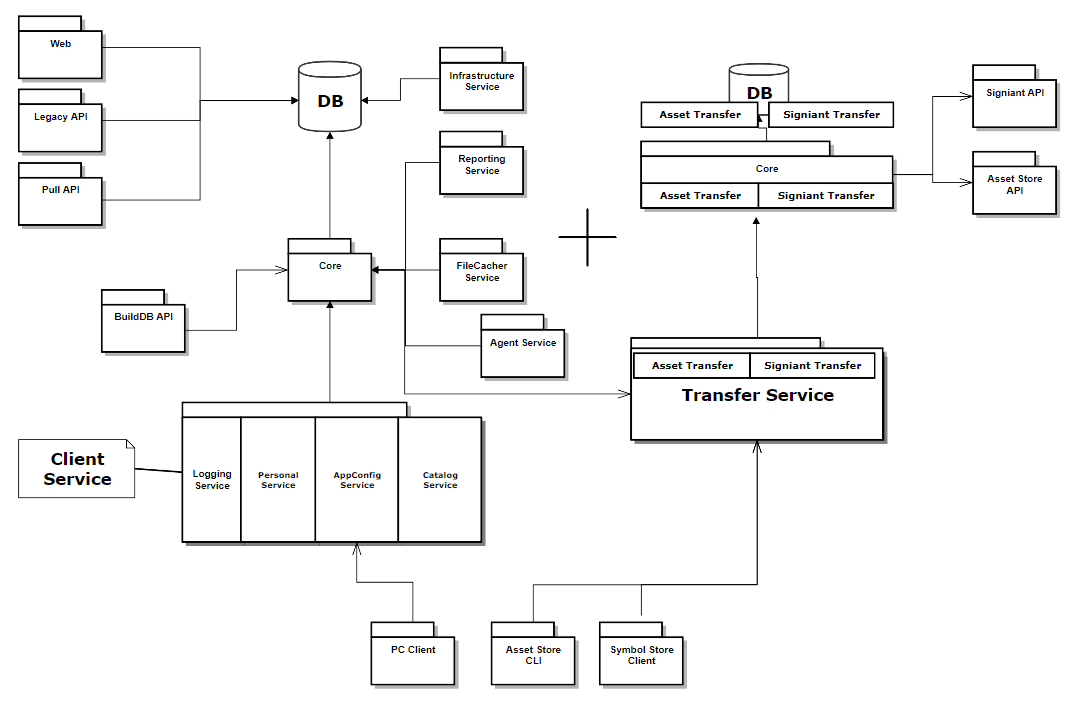 Web
Legacy API
Pull API
DB
Infrastructure
Service
Reporting
Service
Core
FileCacher
Service
BuildDB API
Agent Service
Client
Service
Logging
Service
Personal
Service
AppConfig
Service
Catalog
Service
PC Client
Asset Store
CLI
Symbol Store
Client
DB
Asset Transfer
Signiant Transfer
Core
Asset Transfer
Signiant Transfer
Signiant API
Asset Store
API
Asset Transfer
Signiant Transfer
Transfer Service